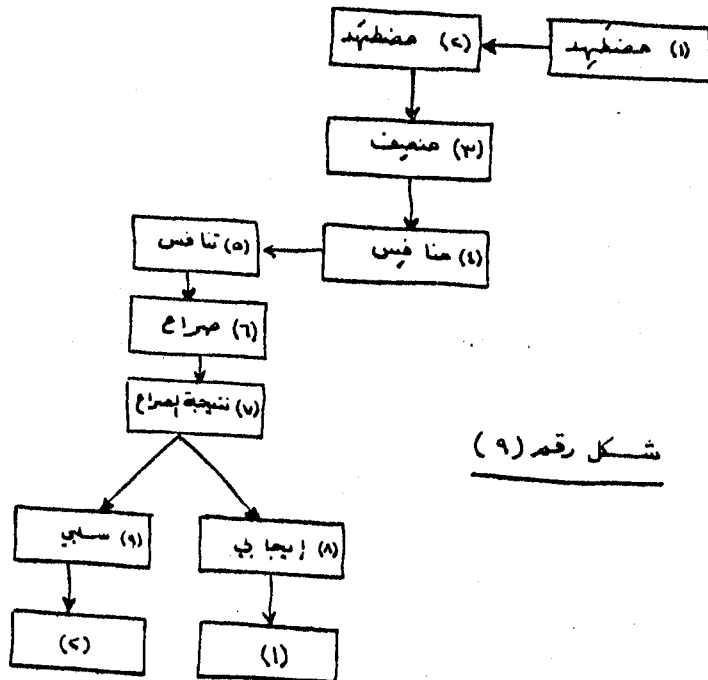 (١) مضطهِد
(٢) مضطهَد
(٣) منصف
(٤) منافس
(٥) تنافس
(٦) صراع
(٧) نتيجة الصراع
شكل رقم (٩)
(٨) إيجابي
(٩) سلبي
(١)
(٢)